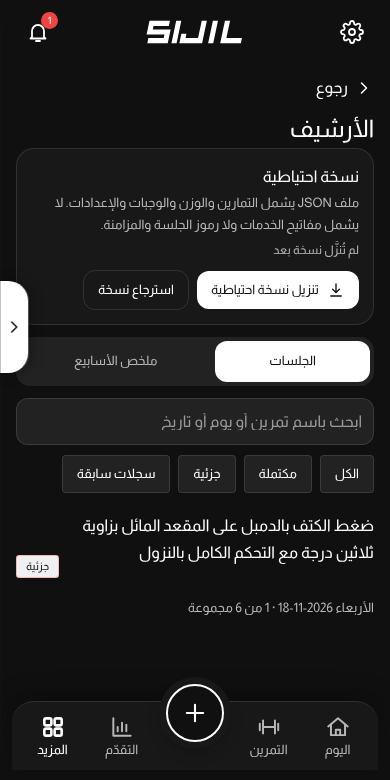 1
SIJIL
رجوع
الأرشيف
نسخة احتياطية
ملف JSON يشمل التمارين والوزن والوجبات والإعدادات. لا
يشمل مفاتيح الخدمات ولا رموز الجلسة والمزامنة.
لم تُنزَّل نسخة بعد
تنزيل نسخة احتياطية
استرجاع نسخة
الجلسات
ملخص الأسابيع
ابحث باسم تمرين أو يوم أو تاريخ
الكل
مكتملة
جزئية
سجلات سابقة
ضغط الكتف بالدمبل على المقعد المائل بزاوية
ثلاثين درجة مع التحكم الكامل بالنزول
جزئية
الأربعاء 2026-11-18 · 1 من 6 مجموعة
اليوم
التمرين
التقدّم
المزيد